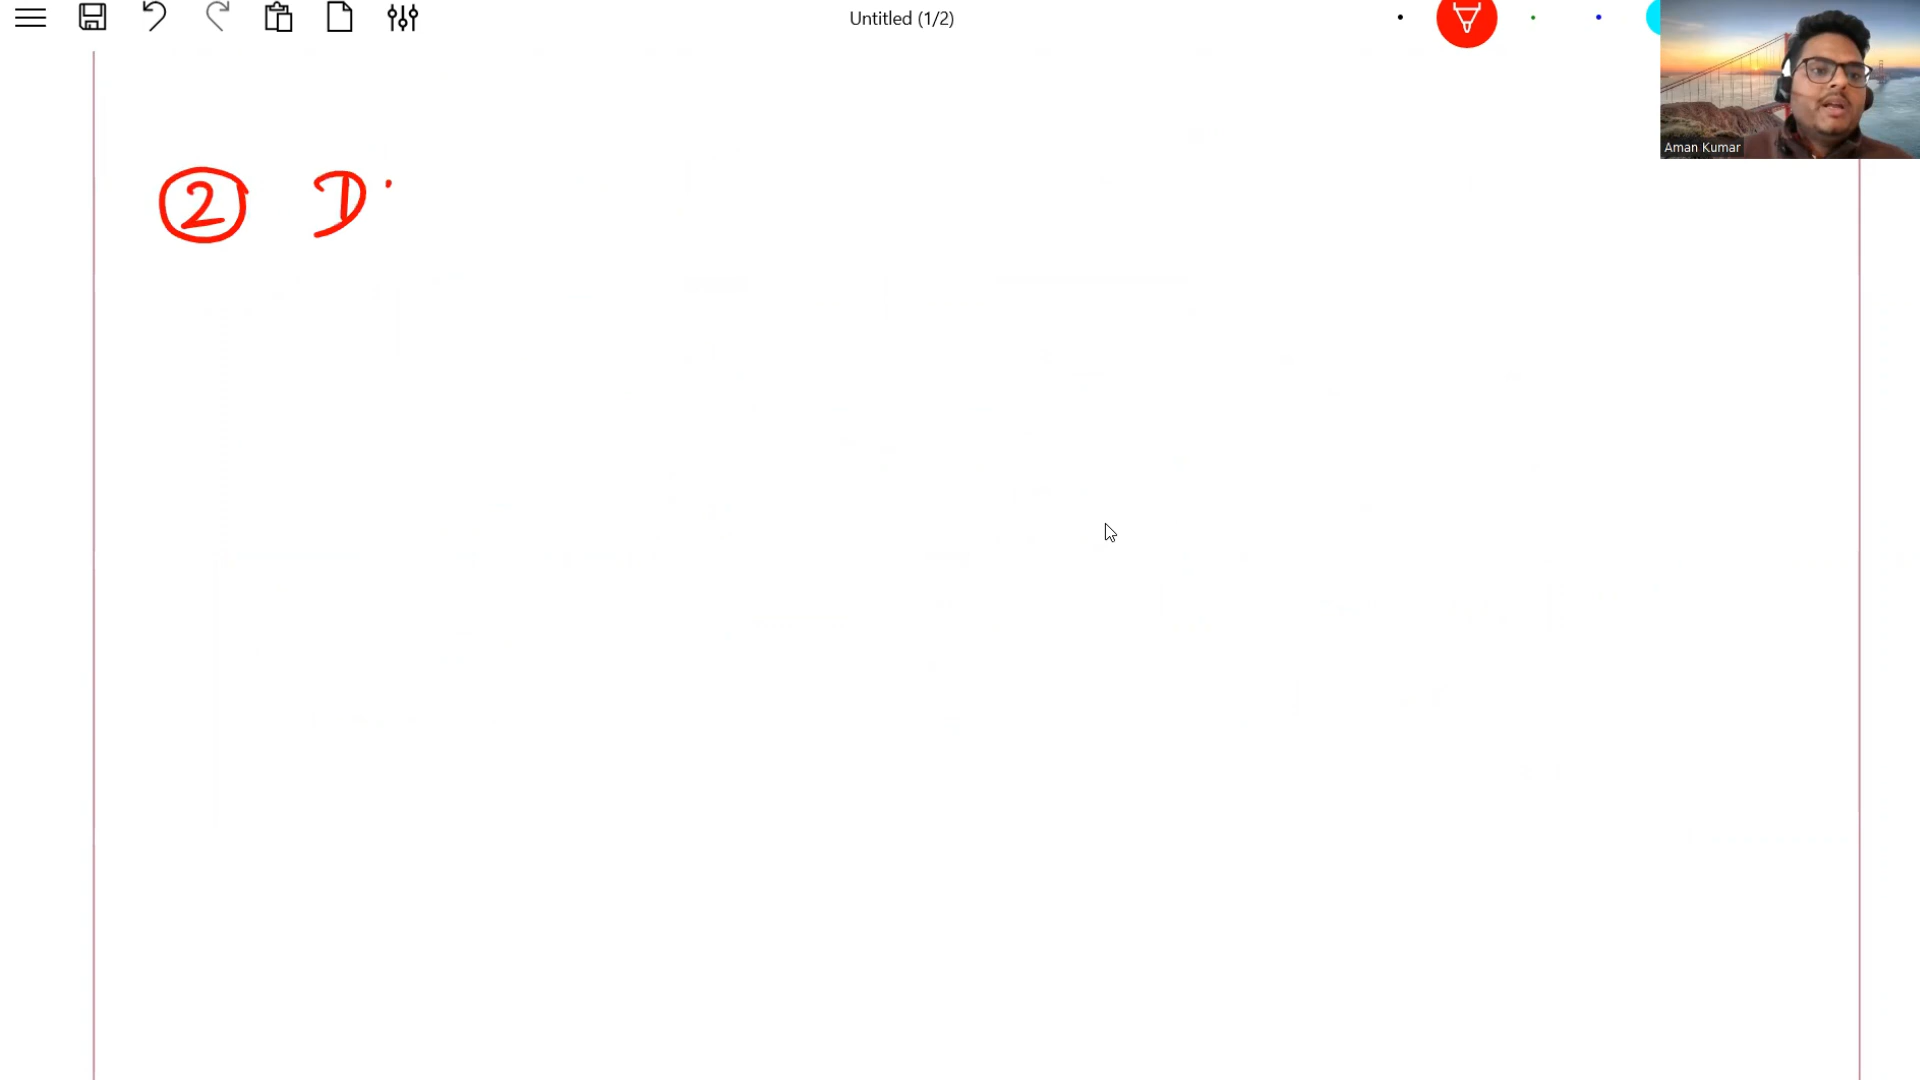 Untitled (1/2)
Aman Kumar
② D